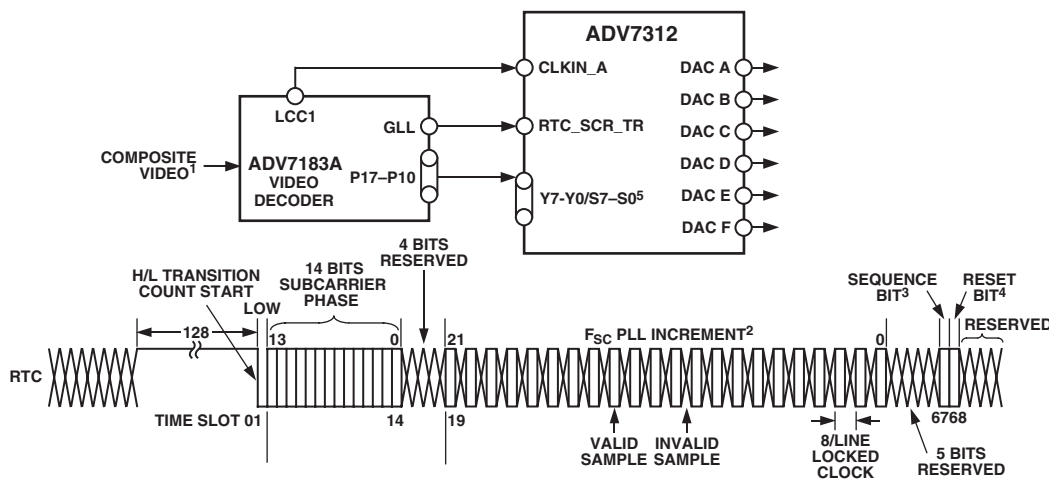 ADV7312
CLKIN_A
DAC A
DAC B
LCC1
GLL
RTC_SCR_TR
DAC C
COMPOSITE
VIDEO1
ADV7183A
VIDEO
DECODER
P17–P10
DAC D
Y7-Y0/S7–S05
DAC E
DAC F
H/L TRANSITION
COUNT START
LOW
14 BITS
SUBCARRIER
PHASE
4 BITS
RESERVED
SEQUENCE
BIT3
RESET
BIT4
RESERVED
128
13
0
21
FSC PLL INCREMENT2
0
RTC
TIME SLOT 01
14
19
VALID
SAMPLE
INVALID
SAMPLE
8/LINE
LOCKED
CLOCK
5 BITS
RESERVED
6768